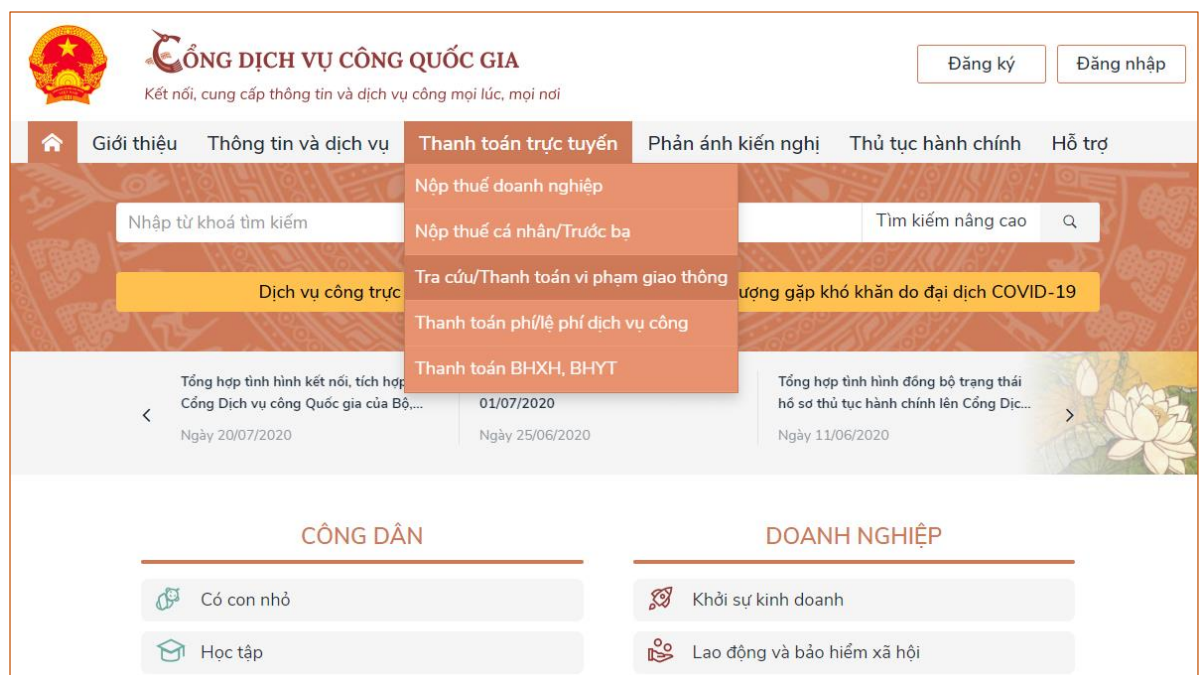 CỔNG DỊCH VỤ CÔNG QUỐC GIA
Kết nối, cung cấp thông tin và dịch vụ công mọi lúc, mọi nơi
Đăng ký
Đăng nhập
Giới thiệu
Thông tin và dịch vụ
Thanh toán trực tuyến
Phản ánh kiến nghị
Thủ tục hành chính
Hỗ trợ
Nộp thuế doanh nghiệp
Nộp thuế cá nhân/Trước bạ
Tra cứu/Thanh toán vi phạm giao thông
Thanh toán phí/lệ phí dịch vụ công
Thanh toán BHXH, BHYT
Nhập từ khoá tìm kiếm
Tìm kiếm nâng cao
Dịch vụ công trực
ượng gặp khó khăn do đại dịch COVID-19
Tổng hợp tình hình kết nối, tích hợp
Cổng Dịch vụ công Quốc gia của Bộ,...
Ngày 20/07/2020
01/07/2020
Ngày 25/06/2020
Tổng hợp tình hình đồng bộ trạng thái
hồ sơ thủ tục hành chính lên Cổng Dịc...
Ngày 11/06/2020
CÔNG DÂN
Có con nhỏ
Học tập
DOANH NGHIỆP
Khởi sự kinh doanh
Lao động và bảo hiểm xã hội